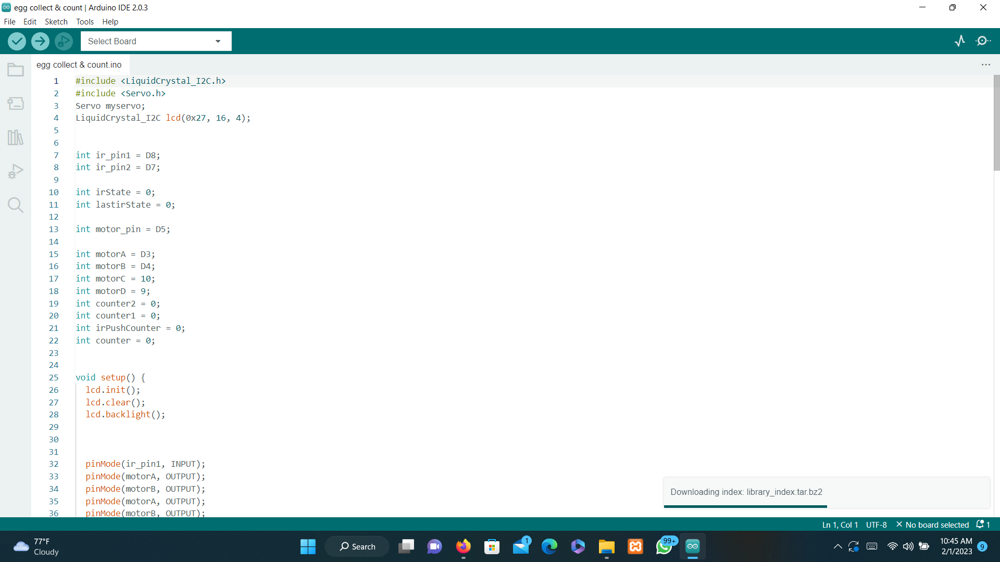 egg collect & count | Arduino IDE 2.0.3
File Edit Sketch Tools Help
Select Board
egg collect & count.ino
1 #include <LiquidCrystal_I2C.h>
2 #include <Servo.h>
3 Servo myservo;
4 LiquidCrystal_I2C lcd(0x27, 16, 4);
5
6
7 int ir_pin1 = D8;
8 int ir_pin2 = D7;
9
10 int irState = 0;
11 int lastirState = 0;
12
13 int motor_pin = D5;
14
15 int motorA = D3;
16 int motorB = D4;
17 int motorC = 10;
18 int motorD = 9;
19 int counter2 = 0;
20 int counter1 = 0;
21 int irPushCounter = 0;
22 int counter = 0;
23
24
25 void setup() {
26 lcd.init();
27 lcd.clear();
28 lcd.backlight();
29
30
31
32 pinMode(ir_pin1, INPUT);
33 pinMode(motorA, OUTPUT);
34 pinMode(motorB, OUTPUT);
35 pinMode(motorA, OUTPUT);
36 pinMode(motorB, OUTPUT);
Downloading index: library_index.tar.bz2
Ln 1, Col 1 UTF-8 No board selected 1
77°F
Cloudy
Search
1
99+
10:45 AM
2/1/2023
9